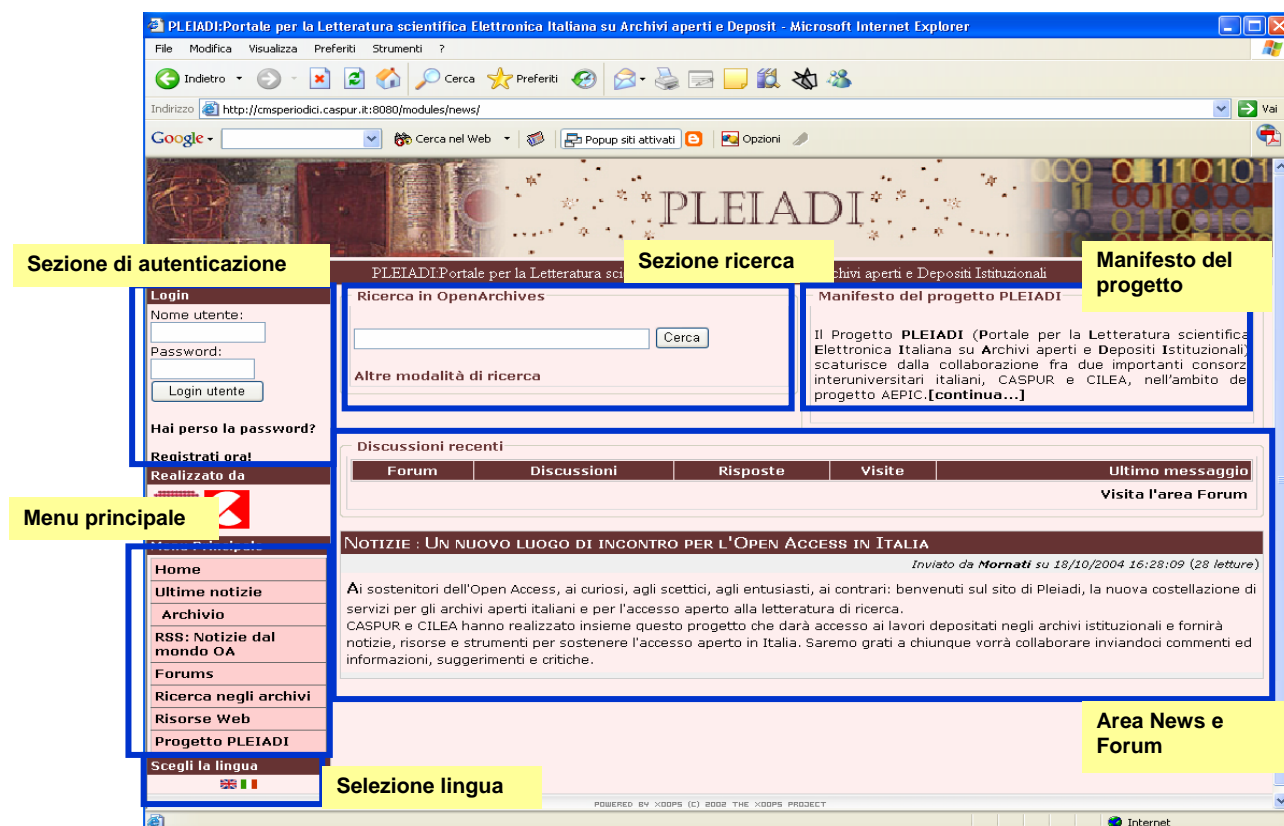 PLEIADI:Portale per la Letteratura scientifica Elettronica Italiana su Archivi aperti e Deposit - Microsoft Internet Explorer
File Modifica Visualizza Preferiti Strumenti ?
Indietro Cerca Preferiti
Indirizzo http://cmsperiodici.caspur.it:8080/modules/news/ Vai
Google Cerca nel Web Popup siti attivati Opzioni
PLEIADI
Sezione di autenticazione
Sezione ricerca
Manifesto del
progetto
PLEIADI:Portale per la Letteratura archivi aperti e Depositi Istituzionali
Login
Nome utente:
Password:
Login utente
Hai perso la password?
Registrati ora!
Realizzato da
Ricerca in OpenArchives
Cerca
Altre modalità di ricerca
Manifesto del progetto PLEIADI
Il Progetto PLEIADI (Portale per la Letteratura scientifica
Elettronica Italiana su Archivi aperti e Depositi Istituzionali)
scaturisce dalla collaborazione fra due importanti consorz
interuniversitari italiani, CASPUR e CILEA, nell'ambito de
progetto AEPIC.[continua...]
Discussioni recenti
Forum Discussioni Risposte Visite Ultimo messaggio
Visita l'area Forum
Menu principale
Menu Principale
Home
Ultime notizie
Archivio
RSS: Notizie dal
mondo OA
Forums
Ricerca negli archivi
Risorse Web
Progetto PLEIADI
Scegli la lingua
Selezione lingua
NOTIZIE : UN NUOVO LUOGO DI INCONTRO PER L'OPEN ACCESS IN ITALIA
Inviato da Mornati su 18/10/2004 16:28:09 (28 letture)
Ai sostenitori dell'Open Access, ai curiosi, agli scettici, agli entusiasti, ai contrari: benvenuti sul sito di Pleiadi, la nuova costellazione di
servizi per gli archivi aperti italiani e per l'accesso aperto alla letteratura di ricerca.
CASPUR e CILEA hanno realizzato insieme questo progetto che darà accesso ai lavori depositati negli archivi istituzionali e fornirà
notizie, risorse e strumenti per sostenere l'accesso aperto in Italia. Saremo grati a chiunque vorrà collaborare inviandoci commenti ed
informazioni, suggerimenti e critiche.
Area News e
Forum
POWERED BY XOOPS (C) 2002 THE XOOPS PROJECT
Internet